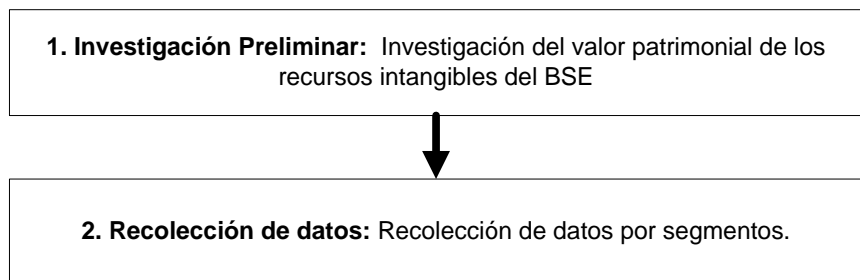 1. Investigación Preliminar: Investigación del valor patrimonial de los
recursos intangibles del BSE
2. Recolección de datos: Recolección de datos por segmentos.